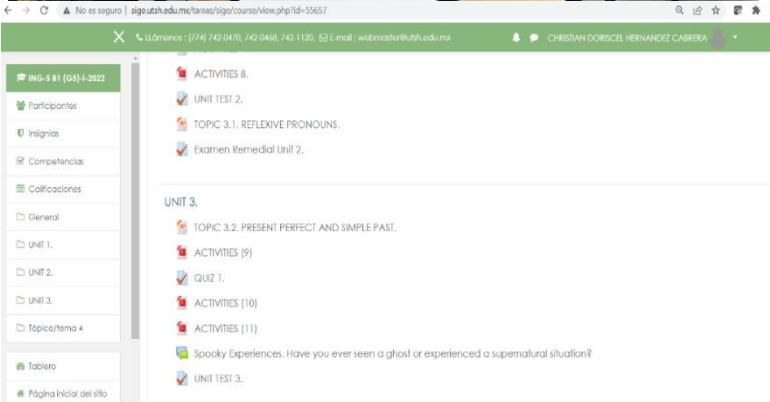 No es seguro | sige.utsh.edu.mx/tareas/sige/course/view.php?id=55657
Llámenos : (774) 742-0470, 742-0468, 742-1120, E-mail : webmaster@utsh.edu.mx
CHRISTIAN DORISCEL HERNANDEZ CABRERA
ING-5 B1 (G5)-I-2022
Participantes
Insignias
Competencias
Calificaciones
General
UNIT 1.
UNIT 2.
UNIT 3.
Tópico/tema 4
Tablero
Página inicial del sitio
ACTIVITIES 8.
UNIT TEST 2.
TOPIC 3.1. REFLEXIVE PRONOUNS.
Examen Remedial Unit 2.
UNIT 3.
TOPIC 3.2. PRESENT PERFECT AND SIMPLE PAST.
ACTIVITIES (9)
QUIZ 1.
ACTIVITIES (10)
ACTIVITIES (11)
Spooky Experiences. Have you ever seen a ghost or experienced a supernatural situation?
UNIT TEST 3.